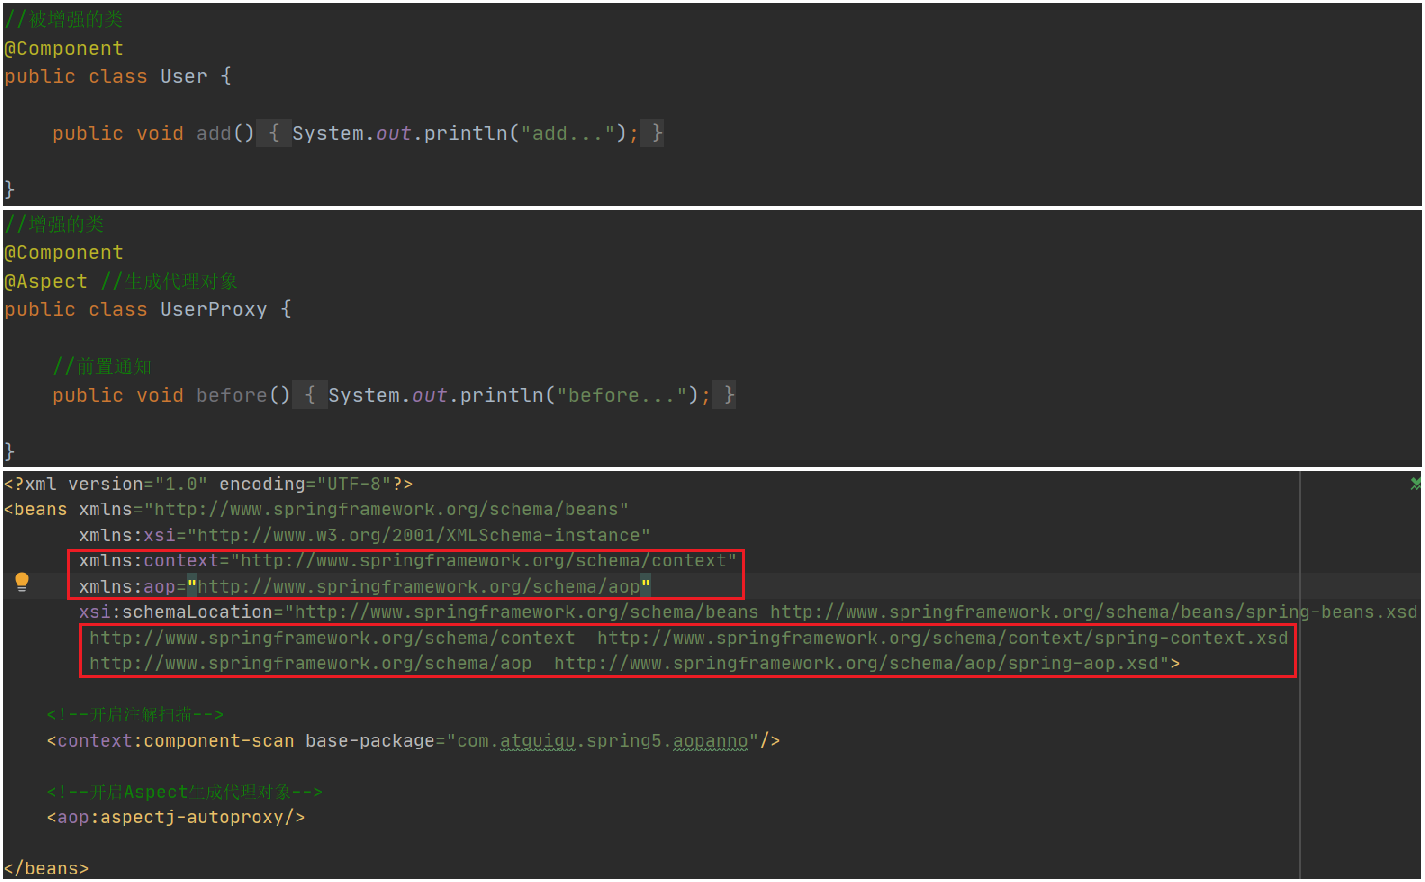 //被增强的类
@Component
public class User {
public void add() { System.out.println("add..."); }
}
//增强的类
@Component
@Aspect //生成代理对象
public class UserProxy {
//前置通知
public void before() { System.out.println("before..."); }
}
<?xml version="1.0" encoding="UTF-8"?>
<beans xmlns="http://www.springframework.org/schema/beans"
xmlns:xsi="http://www.w3.org/2001/XMLSchema-instance"
xmlns:context="http://www.springframework.org/schema/context"
xmlns:aop="http://www.springframework.org/schema/aop"
xsi:schemaLocation="http://www.springframework.org/schema/beans http://www.springframework.org/schema/beans/spring-beans.xsd
http://www.springframework.org/schema/context  http://www.springframework.org/schema/context/spring-context.xsd
http://www.springframework.org/schema/aop  http://www.springframework.org/schema/aop/spring-aop.xsd">
<!--开启注解扫描-->
<context:component-scan base-package="com.atguigu.spring5.aopanno"/>
<!--开启Aspect生成代理对象-->
<aop:aspectj-autoproxy/>
</beans>